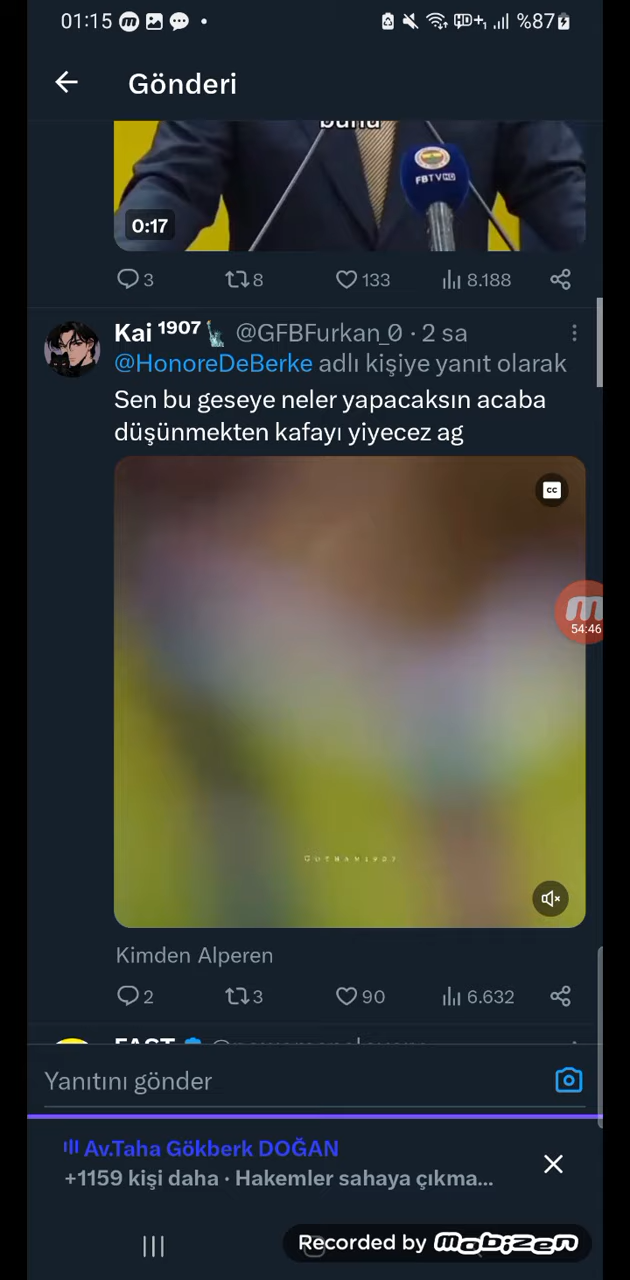 01:15
HD+
%87
Gönderi
bunu
FBTV HD
0:17
3
8
133
8.188
Kai 1907 @GFBFurkan_0 · 2 sa
@HonoreDeBerke adlı kişiye yanıt olarak
Sen bu geseye neler yapacaksın acaba
düşünmekten kafayı yiyecez ag
CC
54:46
Kimden Alperen
2
3
90
6.632
Yanıtını gönder
Av.Taha Gökberk DOĞAN
+1159 kişi daha · Hakemler sahaya çıkma...
Recorded by mobizen